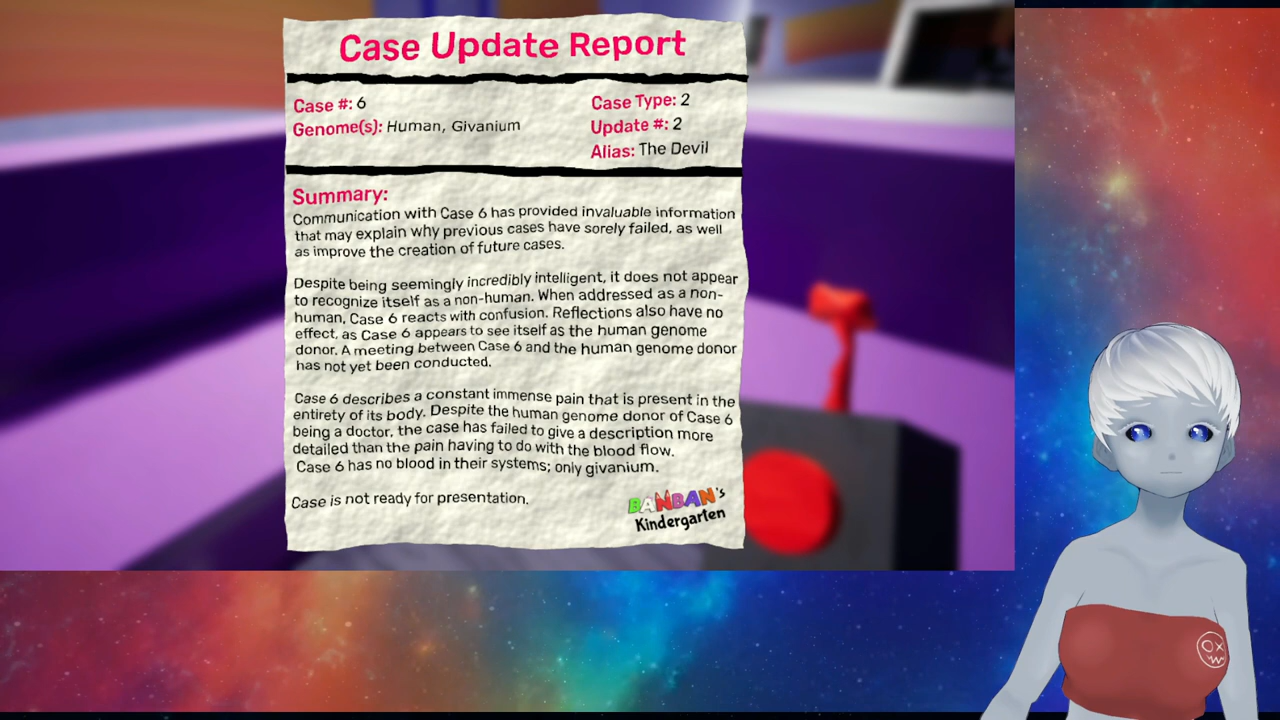 Case Update Report
Case #: 6
Genome(s): Human, Givanium
Case Type: 2
Update #: 2
Alias: The Devil
Summary:
Communication with Case 6 has provided invaluable information
that may explain why previous cases have sorely failed, as well
as improve the creation of future cases.
Despite being seemingly incredibly intelligent, it does not appear
to recognize itself as a non-human. When addressed as a non-
human, Case 6 reacts with confusion. Reflections also have no
effect, as Case 6 appears to see itself as the human genome
donor. A meeting between Case 6 and the human genome donor
has not yet been conducted.
Case 6 describes a constant immense pain that is present in the
entirety of its body. Despite the human genome donor of Case 6
being a doctor, the case has failed to give a description more
detailed than the pain having to do with the blood flow.
Case 6 has no blood in their systems; only givanium.
Case is not ready for presentation.
BANBAN's
Kindergarten